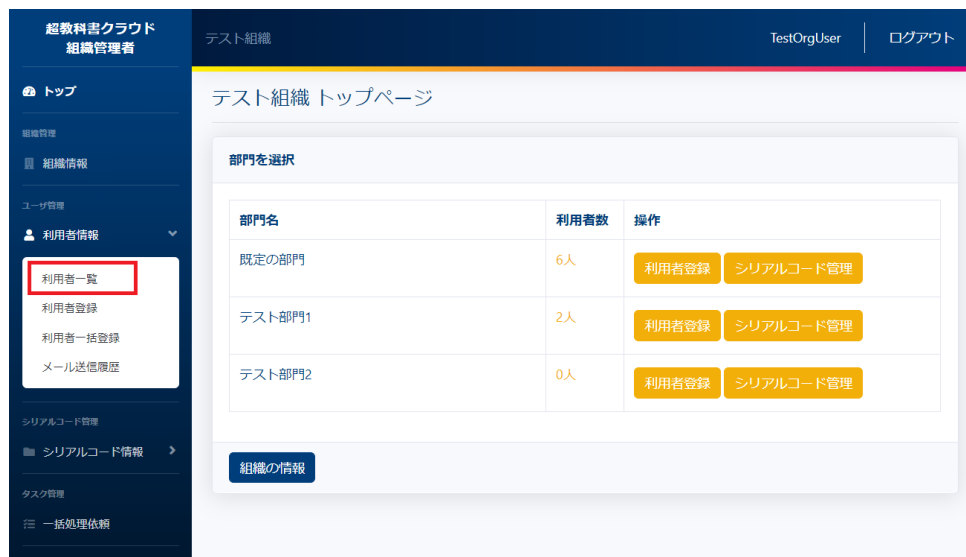 超教科書クラウド
組織管理者
テスト組織
TestOrgUser
ログアウト
トップ
テスト組織 トップページ
組織管理
組織情報
部門を選択
ユーザ管理
利用者情報
利用者一覧
利用者登録
利用者一括登録
メール送信履歴
部門名 利用者数 操作
既定の部門 6人 利用者登録 シリアルコード管理
テスト部門1 2人 利用者登録 シリアルコード管理
テスト部門2 0人 利用者登録 シリアルコード管理
シリアルコード管理
シリアルコード情報
組織の情報
タスク管理
一括処理依頼